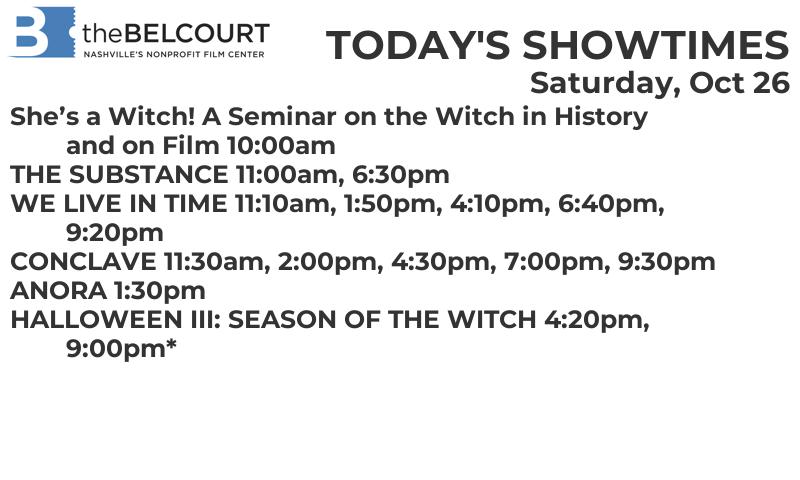 B theBELCOURT
NASHVILLE'S NONPROFIT FILM CENTER
TODAY'S SHOWTIMES
Saturday, Oct 26
She’s a Witch! A Seminar on the Witch in History
and on Film 10:00am
THE SUBSTANCE 11:00am, 6:30pm
WE LIVE IN TIME 11:10am, 1:50pm, 4:10pm, 6:40pm,
9:20pm
CONCLAVE 11:30am, 2:00pm, 4:30pm, 7:00pm, 9:30pm
ANORA 1:30pm
HALLOWEEN III: SEASON OF THE WITCH 4:20pm,
9:00pm*